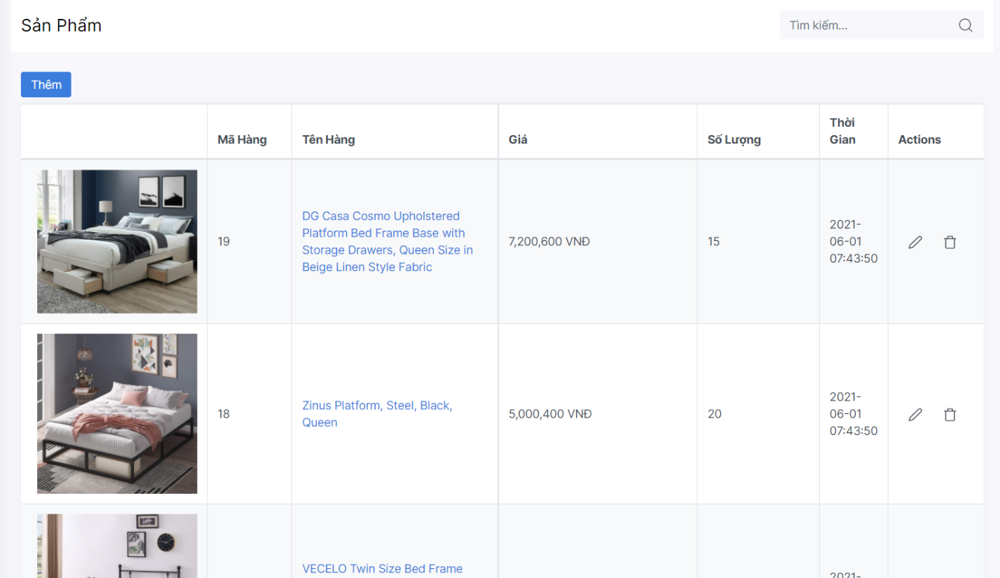 Sản Phẩm
Tìm kiếm...
Thêm
Mã Hàng
Tên Hàng
Giá
Số Lượng
Thời
Gian
Actions
19
DG Casa Cosmo Upholstered
Platform Bed Frame Base with
Storage Drawers, Queen Size in
Beige Linen Style Fabric
7,200,600 VNĐ
15
2021-
06-01
07:43:50
18
Zinus Platform, Steel, Black,
Queen
5,000,400 VNĐ
20
2021-
06-01
07:43:50
VECELO Twin Size Bed Frame
2021-